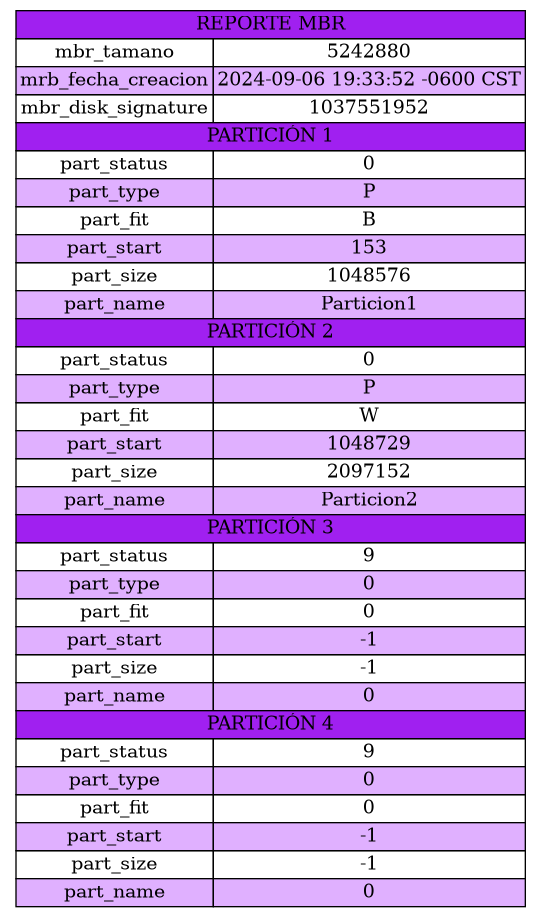 REPORTE MBR
mbr_tamano 5242880
mrb_fecha_creacion 2024-09-06 19:33:52 -0600 CST
mbr_disk_signature 1037551952
PARTICIÓN 1
part_status 0
part_type P
part_fit B
part_start 153
part_size 1048576
part_name Particion1
PARTICIÓN 2
part_status 0
part_type P
part_fit W
part_start 1048729
part_size 2097152
part_name Particion2
PARTICIÓN 3
part_status 9
part_type 0
part_fit 0
part_start -1
part_size -1
part_name 0
PARTICIÓN 4
part_status 9
part_type 0
part_fit 0
part_start -1
part_size -1
part_name 0